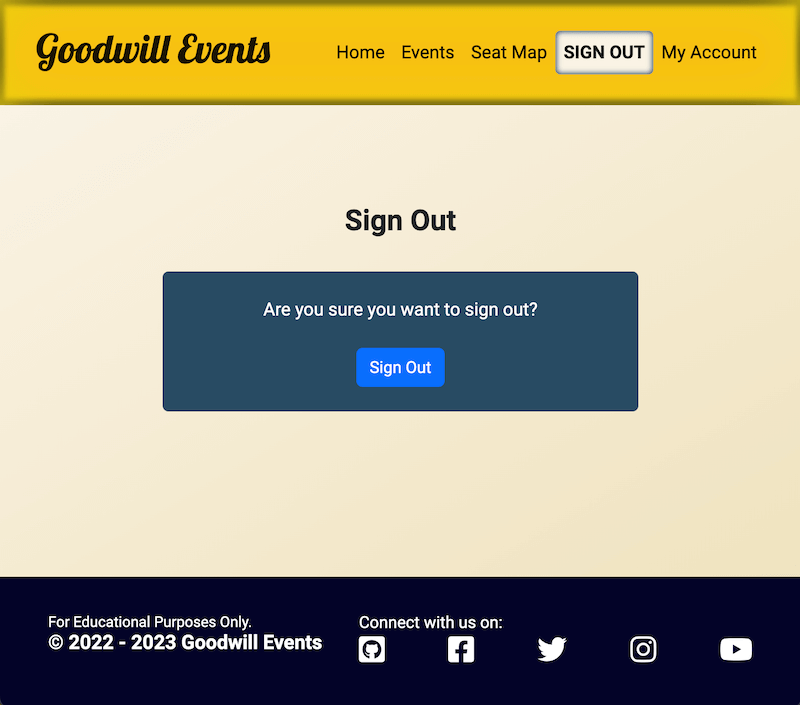 Goodwill Events
Home Events Seat Map SIGN OUT My Account
Sign Out
Are you sure you want to sign out?
Sign Out
For Educational Purposes Only.
© 2022 - 2023 Goodwill Events
Connect with us on: